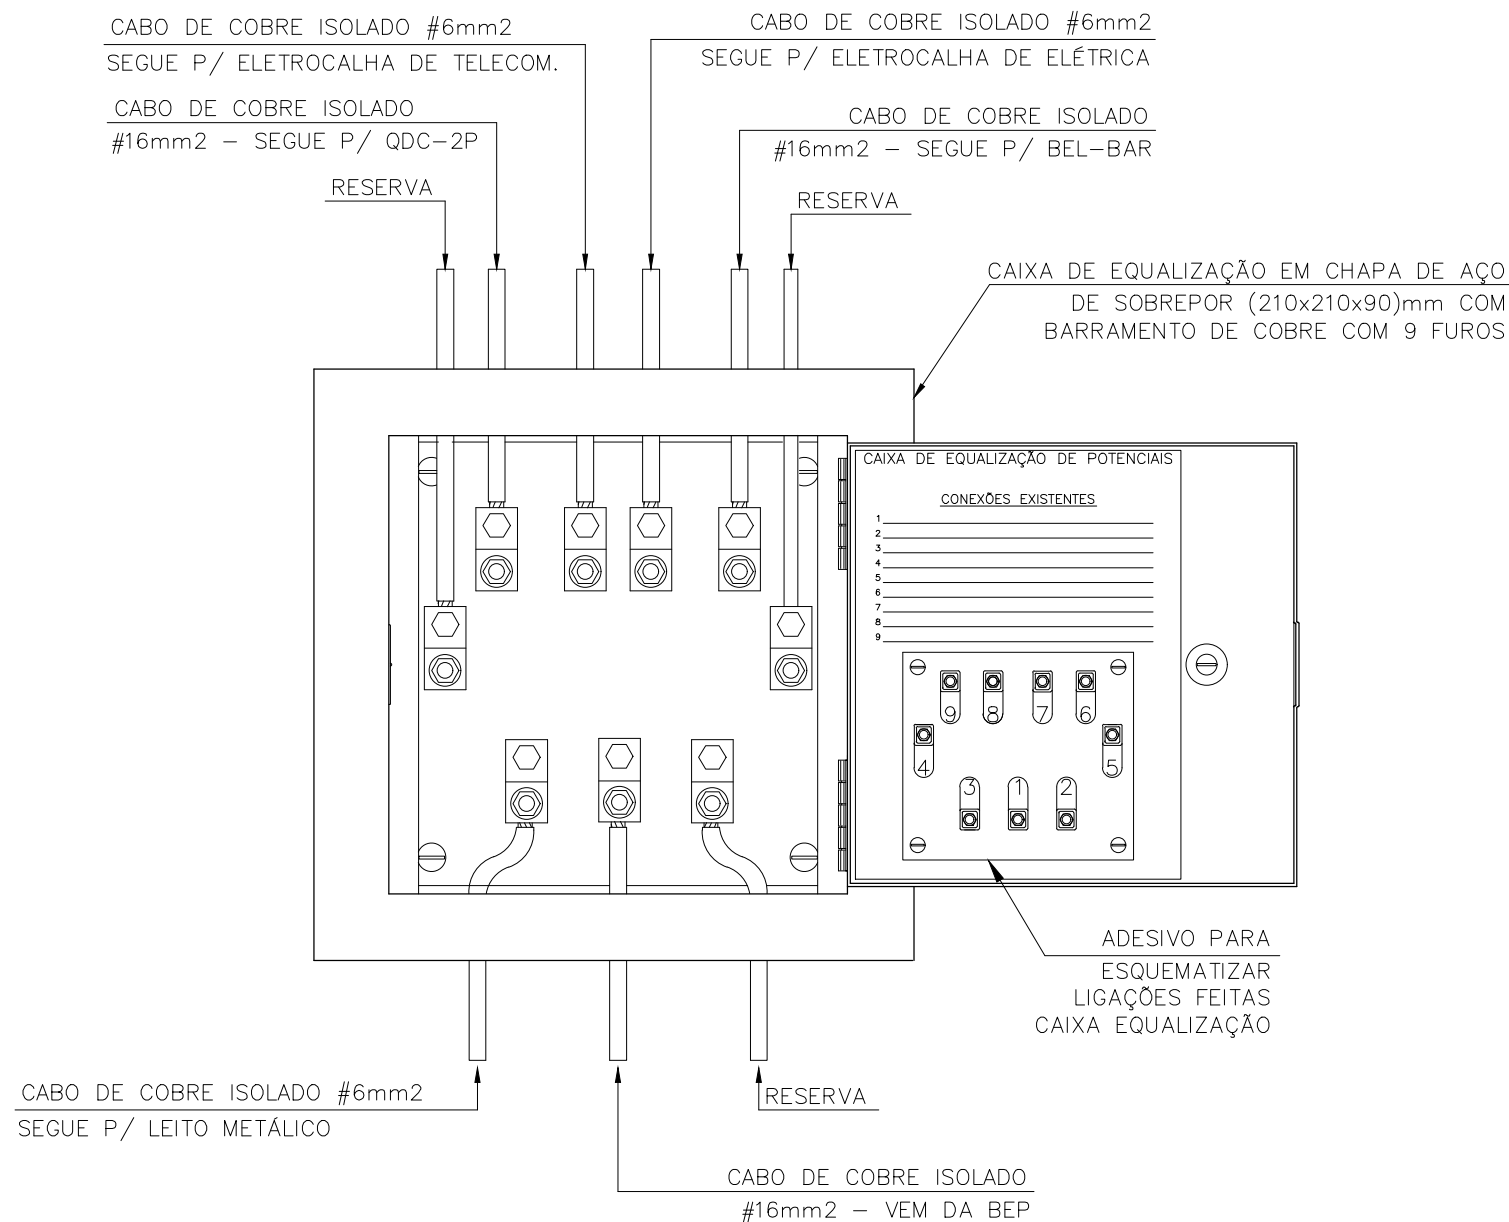 CABO DE COBRE ISOLADO #6mm2
SEGUE P/ ELETROCALHA DE TELECOM.
CABO DE COBRE ISOLADO #6mm2
SEGUE P/ ELETROCALHA DE ELÉTRICA
CABO DE COBRE ISOLADO
#16mm2 - SEGUE P/ QDC-2P
CABO DE COBRE ISOLADO
#16mm2 - SEGUE P/ BEL-BAR
RESERVA
RESERVA
CAIXA DE EQUALIZAÇÃO EM CHAPA DE AÇO
DE SOBREPOR (210x210x90)mm COM
BARRAMENTO DE COBRE COM 9 FUROS
CAIXA DE EQUALIZAÇÃO DE POTENCIAIS
CONEXÕES EXISTENTES
1
2
3
4
5
6
7
8
9
9 8 7 6
4 5
3 1 2
ADESIVO PARA
ESQUEMATIZAR
LIGAÇÕES FEITAS
CAIXA EQUALIZAÇÃO
CABO DE COBRE ISOLADO #6mm2
SEGUE P/ LEITO METÁLICO
RESERVA
CABO DE COBRE ISOLADO
#16mm2 - VEM DA BEP